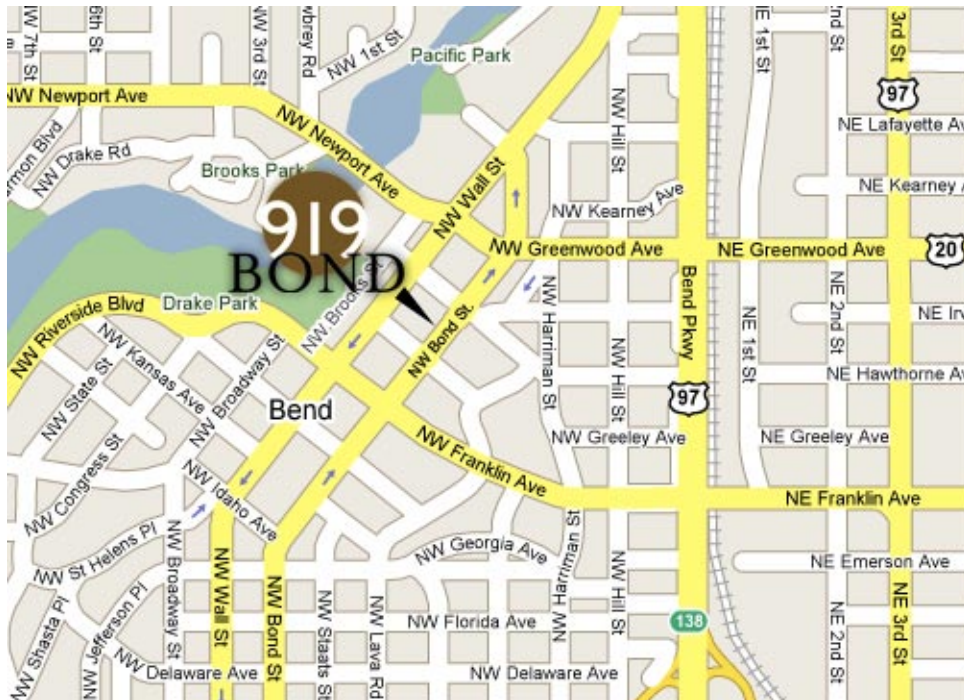 NW 7th St
6th St
NW 3rd St
NW 1st St
Pacific Park
NW Hill St
NE 1st St
2nd St
3rd St
97
NW Newport Ave
NW Newport Ave
NE Lafayette Av
NW Drake Rd
Brooks Park
NW Wall St
NW Kearney Ave
NE Kearney
919
BOND
NW Greenwood Ave
NE Greenwood Ave
20
Drake Park
NW Riverside Blvd
NW Brooks St
NW Bond St.
NW Harriman St
Bend Pkwy
NE 1st St
NE 2nd St
NE Irv
NW Kansas Ave
NW State St
NW Broadway St
NW Hill St
NE Hawthorne Av
97
Bend
NW Greeley Ave
NE Greeley Ave
NW Congress St
NW Franklin Ave
NW Idaho Ave
NE Franklin Ave
NW St Helens Pl
NW Georgia Ave
NW Harriman St
NE Emerson Ave
NW Shasta Pl
NW Jefferson Pl
NW Broadway St
NW Wall St
NW Bond St
NW Staats St
NW Lava Rd
NW Florida Ave
NW Hill St
138
NE 2nd St
NE 3rd St
NW Delaware Ave
NW Delaware Ave